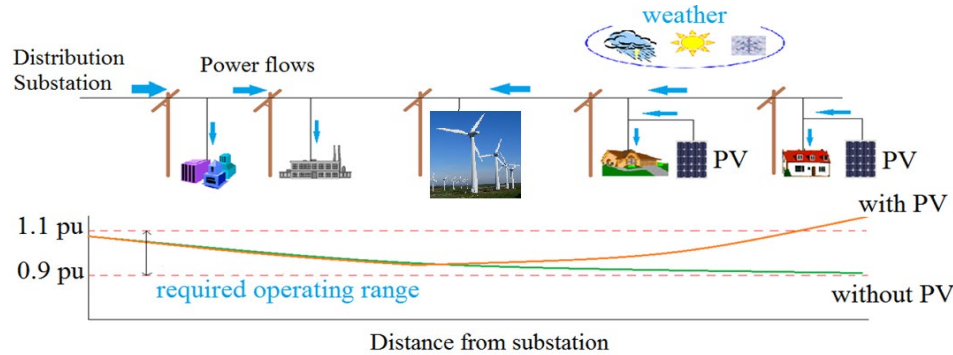 weather
Distribution
Substation
Power flows
PV
PV
with PV
1.1 pu
0.9 pu
required operating range
without PV
Distance from substation